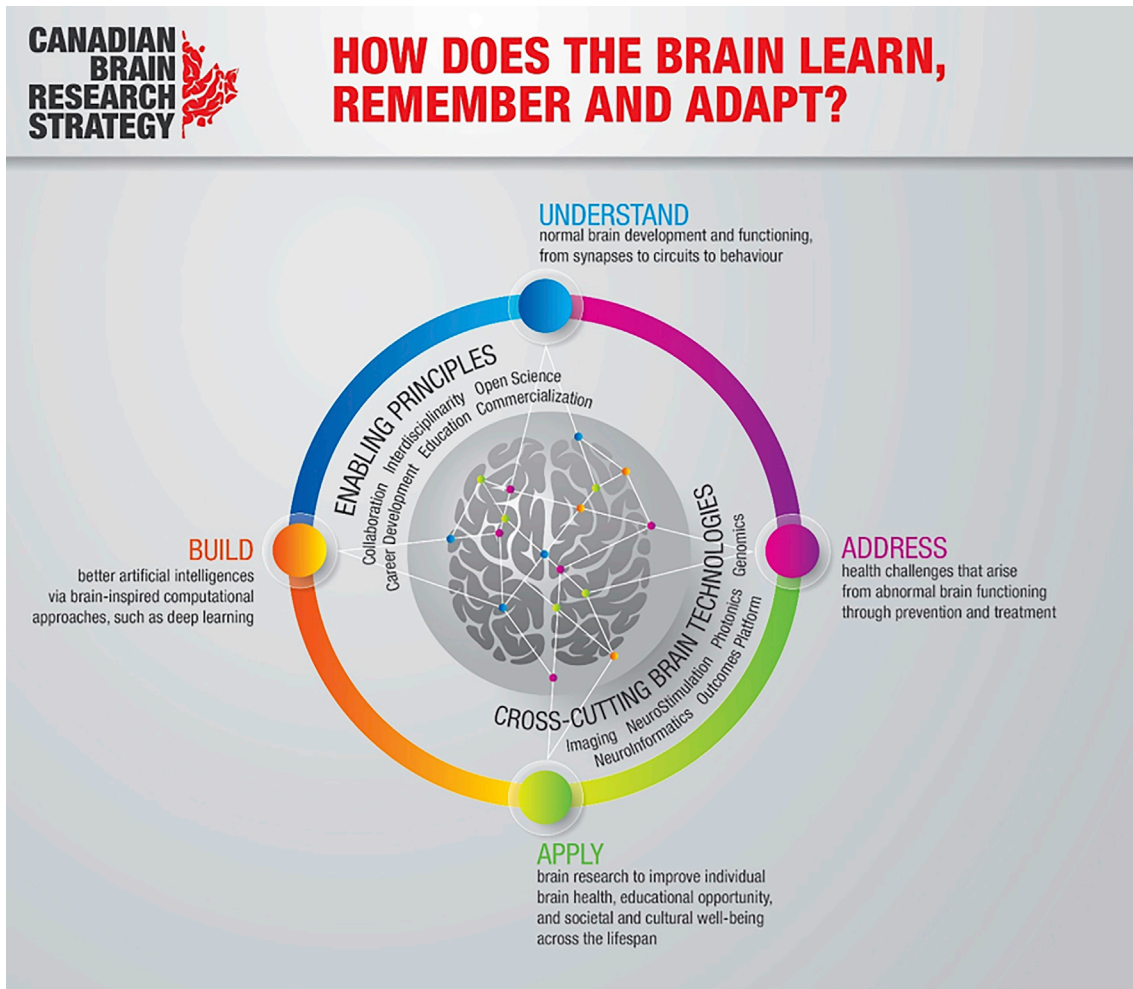 CANADIAN
BRAIN
RESEARCH
STRATEGY
HOW DOES THE BRAIN LEARN,
REMEMBER AND ADAPT?
UNDERSTAND
normal brain development and functioning,
from synapses to circuits to behaviour
ENABLING PRINCIPLES
Collaboration Interdisciplinarity Open Science
Career Development Education Commercialization
BUILD
better artificial intelligences
via brain-inspired computational
approaches, such as deep learning
ADDRESS
health challenges that arise
from abnormal brain functioning
through prevention and treatment
CROSS-CUTTING BRAIN TECHNOLOGIES
Imaging NeuroStimulation Photonics Genomics
NeuroInformatics Outcomes Platform
APPLY
brain research to improve individual
brain health, educational opportunity,
and societal and cultural well-being
across the lifespan